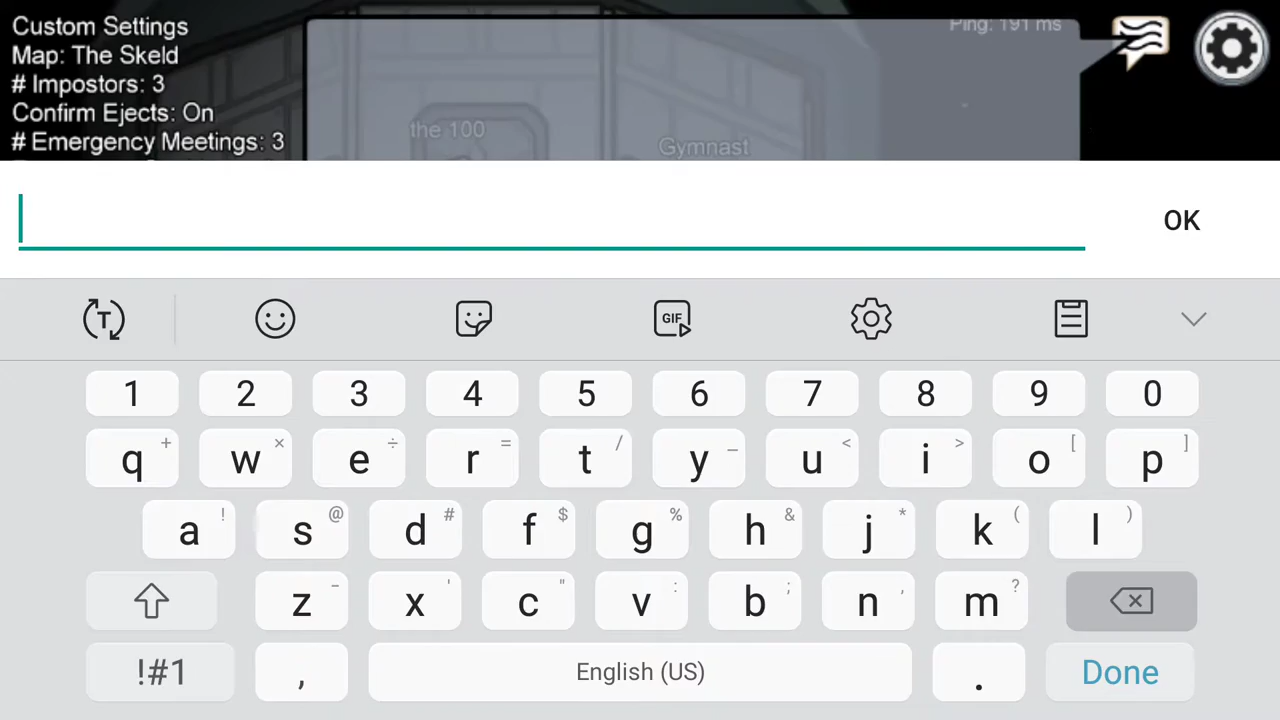 Custom Settings
Map: The Skeld
# Impostors: 3
Confirm Ejects: On
# Emergency Meetings: 3
Ping: 191 ms
the 100
Gymnast
OK
T
GIF
1 2 3 4 5 6 7 8 9 0
q + w × e ÷ r = t / y _ u < i > o [ p ]
a ! s @ d # f $ g % h & j * k ( l )
z - x ' c " v : b ; n , m ?
!#1 , English (US) . Done